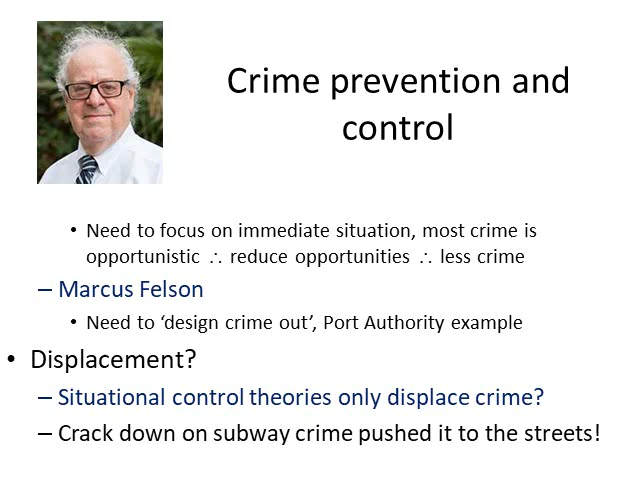 Crime prevention and
control
• Need to focus on immediate situation, most crime is
opportunistic ∴ reduce opportunities ∴ less crime
– Marcus Felson
• Need to ‘design crime out’, Port Authority example
• Displacement?
– Situational control theories only displace crime?
– Crack down on subway crime pushed it to the streets!